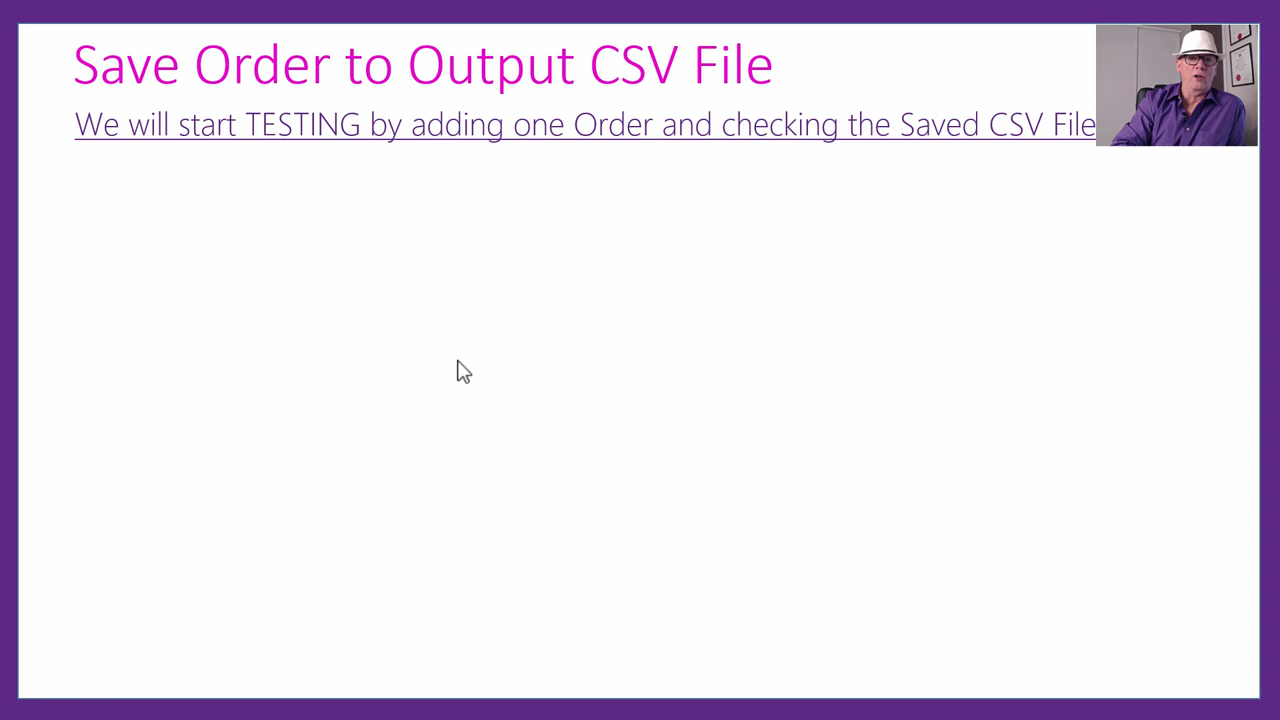 Save Order to Output CSV File
We will start TESTING by adding one Order and checking the Saved CSV File